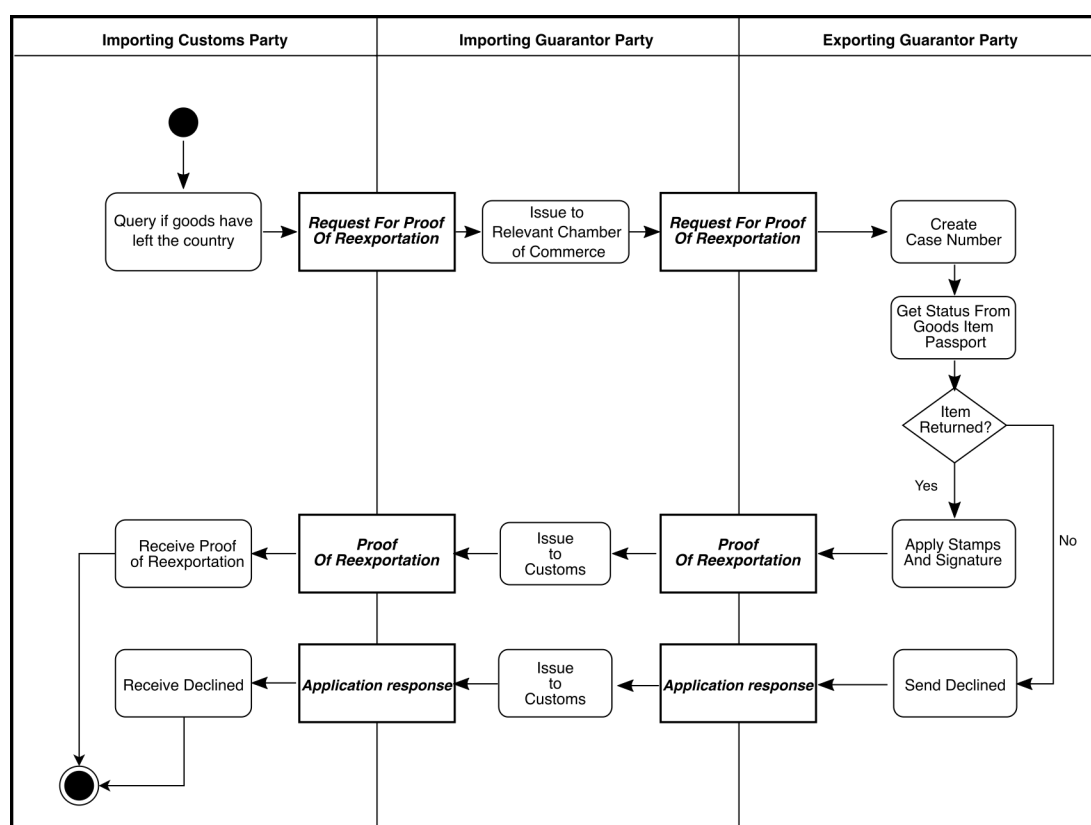 Importing Customs Party
Importing Guarantor Party
Exporting Guarantor Party
Query if goods have
left the country
Request For Proof
Of Reexportation
Issue to
Relevant Chamber
of Commerce
Request For Proof
Of Reexportation
Create
Case Number
Get Status From
Goods Item
Passport
Item
Returned?
Yes
No
Receive Proof
of Reexportation
Proof
Of Reexportation
Issue
to
Customs
Proof
Of Reexportation
Apply Stamps
And Signature
Receive Declined
Application response
Issue
to
Customs
Application response
Send Declined